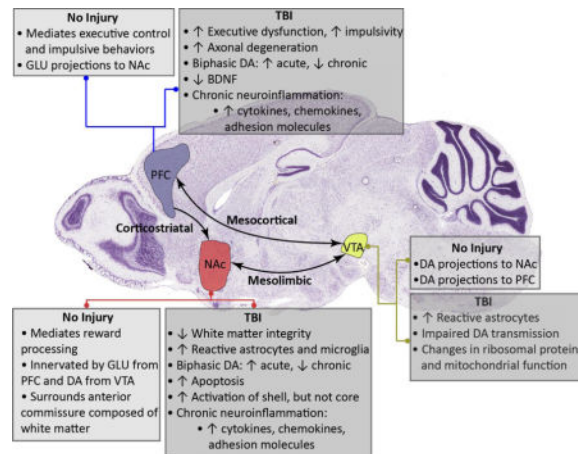 No Injury
• Mediates executive control
and impulsive behaviors
• GLU projections to NAc
TBI
• ↑ Executive dysfunction, ↑ impulsivity
• ↑ Axonal degeneration
• Biphasic DA: ↑ acute, ↓ chronic
• ↓ BDNF
• Chronic neuroinflammation:
• ↑ cytokines, chemokines,
adhesion molecules
PFC
Corticostriatal
Mesocortical
NAc
Mesolimbic
VTA
No Injury
• DA projections to NAc
• DA projections to PFC
TBI
• ↑ Reactive astrocytes
• Impaired DA transmission
• Changes in ribosomal protein
and mitochondrial function
No Injury
• Mediates reward
processing
• Innervated by GLU from
PFC and DA from VTA
• Surrounds anterior
commissure composed of
white matter
TBI
• ↓ White matter integrity
• ↑ Reactive astrocytes and microglia
• Biphasic DA: ↑ acute, ↓ chronic
• ↑ Apoptosis
• ↑ Activation of shell, but not core
• Chronic neuroinflammation:
• ↑ cytokines, chemokines,
adhesion molecules